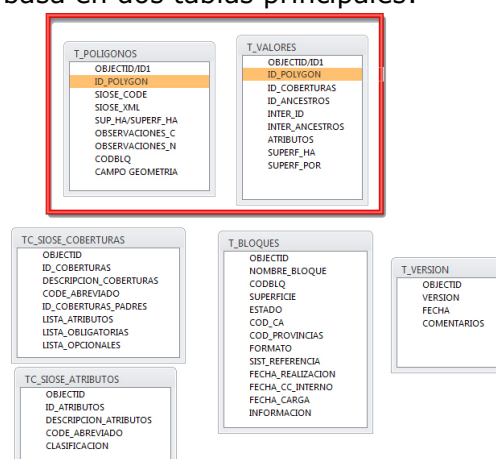 basa en dos tablas principales:
T_POLIGONOS
OBJECTID/ID1
ID_POLYGON
SIOSE_CODE
SIOSE_XML
SUP_HA/SUPERF_HA
OBSERVACIONES_C
OBSERVACIONES_N
CODBLQ
CAMPO GEOMETRIA
T_VALORES
OBJECTID/ID1
ID_POLYGON
ID_COBERTURAS
ID_ANCESTROS
INTER_ID
INTER_ANCESTROS
ATRIBUTOS
SUPERF_HA
SUPERF_POR
TC_SIOSE_COBERTURAS
OBJECTID
ID_COBERTURAS
DESCRIPCION_COBERTURAS
CODE_ABREVIADO
ID_COBERTURAS_PADRES
LISTA_ATRIBUTOS
LISTA_OBLIGATORIAS
LISTA_OPCIONALES
T_BLOQUES
OBJECTID
NOMBRE_BLOQUE
CODBLQ
SUPERFICIE
ESTADO
COD_CA
COD_PROVINCIAS
FORMATO
SIST_REFERENCIA
FECHA_REALIZACION
FECHA_CC_INTERNO
FECHA_CARGA
INFORMACION
T_VERSION
OBJECTID
VERSION
FECHA
COMENTARIOS
TC_SIOSE_ATRIBUTOS
OBJECTID
ID_ATRIBUTOS
DESCRIPCION_ATRIBUTOS
CODE_ABREVIADO
CLASIFICACION